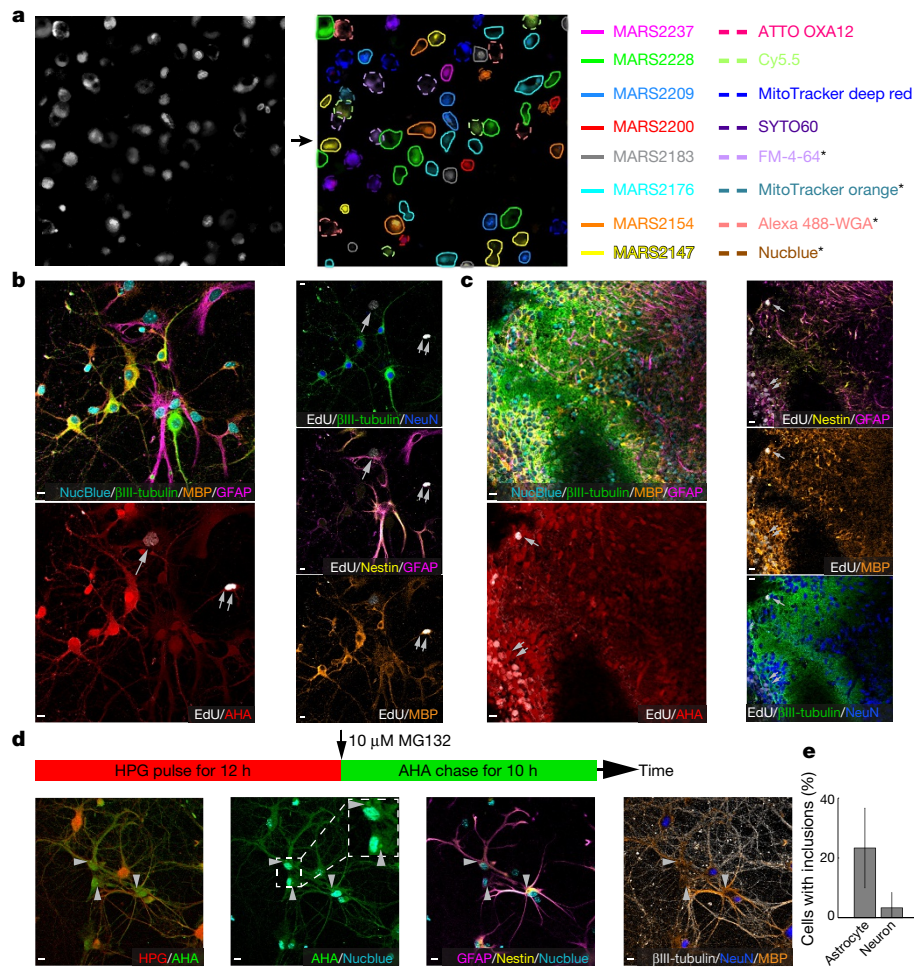 a
MARS2237
MARS2228
MARS2209
MARS2200
MARS2183
MARS2176
MARS2154
MARS2147
ATTO OXA12
Cy5.5
MitoTracker deep red
SYTO60
FM-4-64*
MitoTracker orange*
Alexa 488-WGA*
Nucblue*
b
NucBlue/βIII-tubulin/MBP/GFAP
EdU/AHA
EdU/βIII-tubulin/NeuN
EdU/Nestin/GFAP
EdU/MBP
c
NucBlue/βIII-tubulin/MBP/GFAP
EdU/AHA
EdU/Nestin/GFAP
EdU/MBP
EdU/βIII-tubulin/NeuN
d
10 μM MG132
HPG pulse for 12 h
AHA chase for 10 h
Time
HPG/AHA
AHA/Nucblue
GFAP/Nestin/Nucblue
βIII-tubulin/NeuN/MBP
e
Cells with inclusions (%)
40
20
0
Astrocyte
Neuron